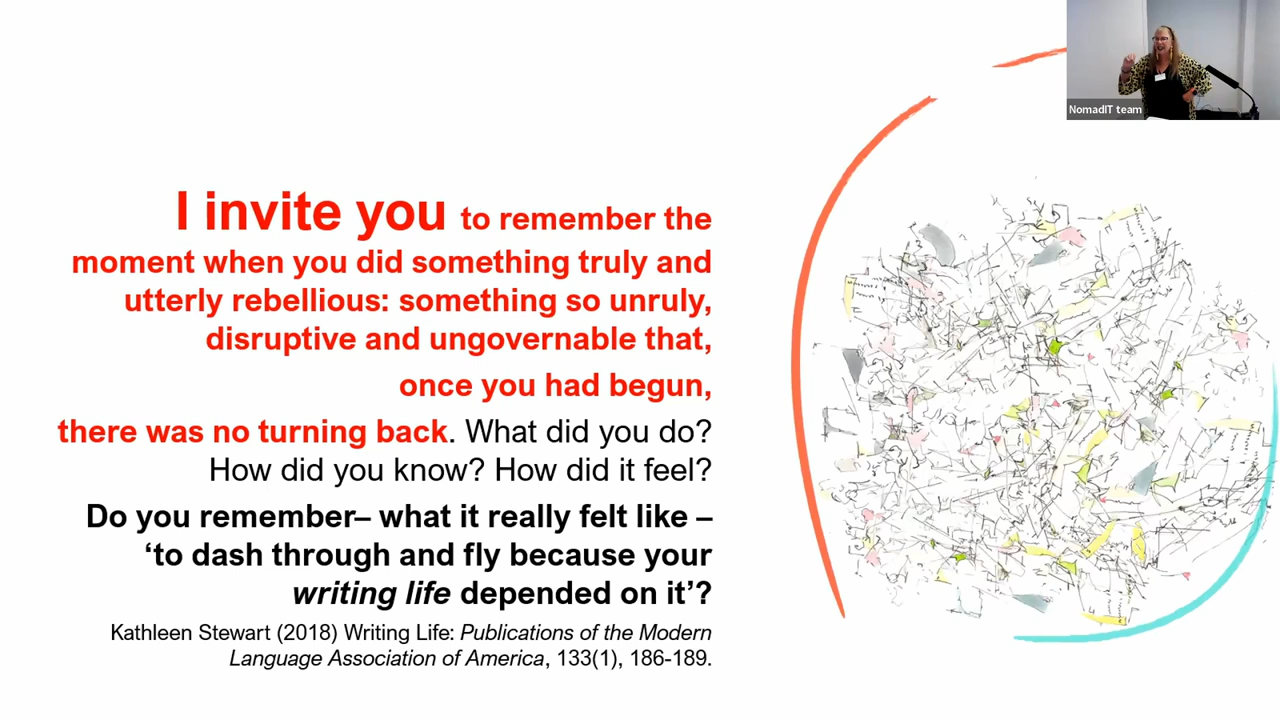 NomadIT team
I invite you to remember the
moment when you did something truly and
utterly rebellious: something so unruly,
disruptive and ungovernable that,
once you had begun,
there was no turning back. What did you do?
How did you know? How did it feel?
Do you remember– what it really felt like –
‘to dash through and fly because your
writing life depended on it’?
Kathleen Stewart (2018) Writing Life: Publications of the Modern
Language Association of America, 133(1), 186-189.